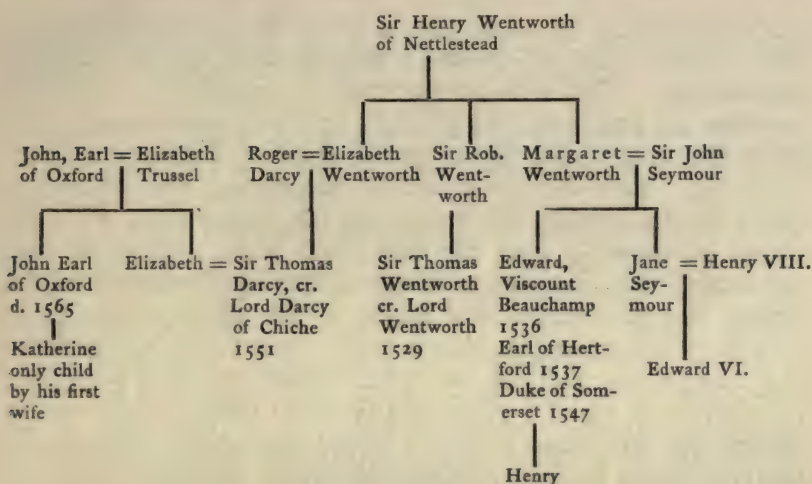 Sir Henry Wentworth
of Nettlestead
John, Earl = Elizabeth
of Oxford Trussel
Roger = Elizabeth
Darcy Wentworth
Sir Rob.
Went-
worth
Margaret = Sir John
Wentworth Seymour
John Earl
of Oxford
d. 1565
Elizabeth = Sir Thomas
Darcy, cr.
Lord Darcy
of Chiche
1551
Sir Thomas
Wentworth
cr. Lord
Wentworth
1529
Edward,
Viscount
Beauchamp
1536
Earl of Hert-
ford 1537
Duke of Som-
erset 1547
Jane = Henry VIII.
Sey-
mour
Katherine
only child
by his first
wife
Edward VI.
Henry